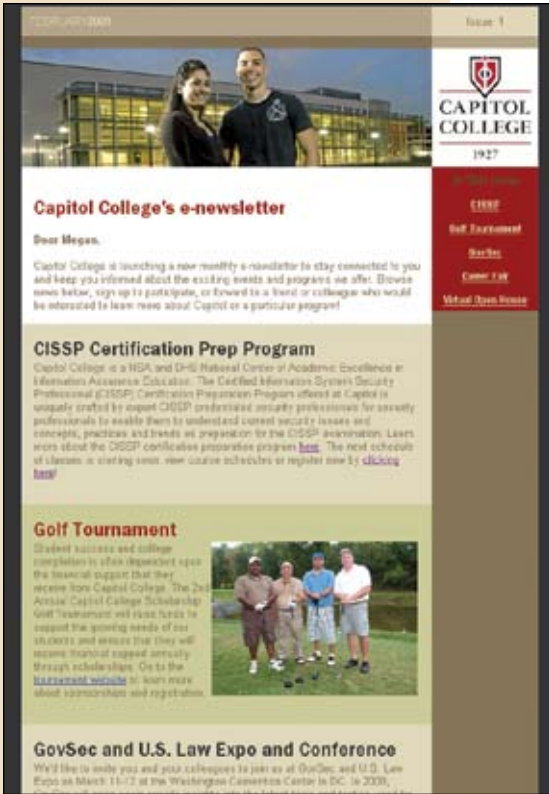 FEBRUARY 2009
Issue 1
CAPITOL
COLLEGE
1927
In This Issue
CISSP
Golf Tournament
GovSec
Career Fair
Virtual Open House
Capitol College's e-newsletter
Dear Megan,
Capitol College is launching a new monthly e-newsletter to stay connected to you
and keep you informed about the exciting events and programs we offer. Browse
news below, sign up to participate, or forward to a friend or colleague who would
be interested to learn more about Capitol or a particular program!
CISSP Certification Prep Program
Capitol College is a NSA and DHS National Center of Academic Excellence in
Information Assurance Education. The Certified Information System Security
Professional (CISSP) Certification Preparation Program offered at Capitol is
uniquely crafted by expert CISSP credentialed security professionals for security
professionals to enable them to understand current security issues and
concepts, practices and trends as preparation for the CISSP examination. Learn
more about the CISSP certification preparation program here. The next schedule
of classes is starting soon, view course schedules or register now by clicking
here!
Golf Tournament
Student success and college
completion is often dependent upon
the financial support that they
receive from Capitol College. The 2nd
Annual Capitol College Scholarship
Golf Tournament will raise funds to
support the growing needs of our
students and ensure that they will
receive financial support annually
through scholarships. Go to the
tournament website to learn more
about sponsorships and registration.
GovSec and U.S. Law Expo and Conference
We'd like to invite you and your colleagues to join us at GovSec and U.S. Law
Expo on March 11-12 at the Washington Convention Center in DC. In 2009,